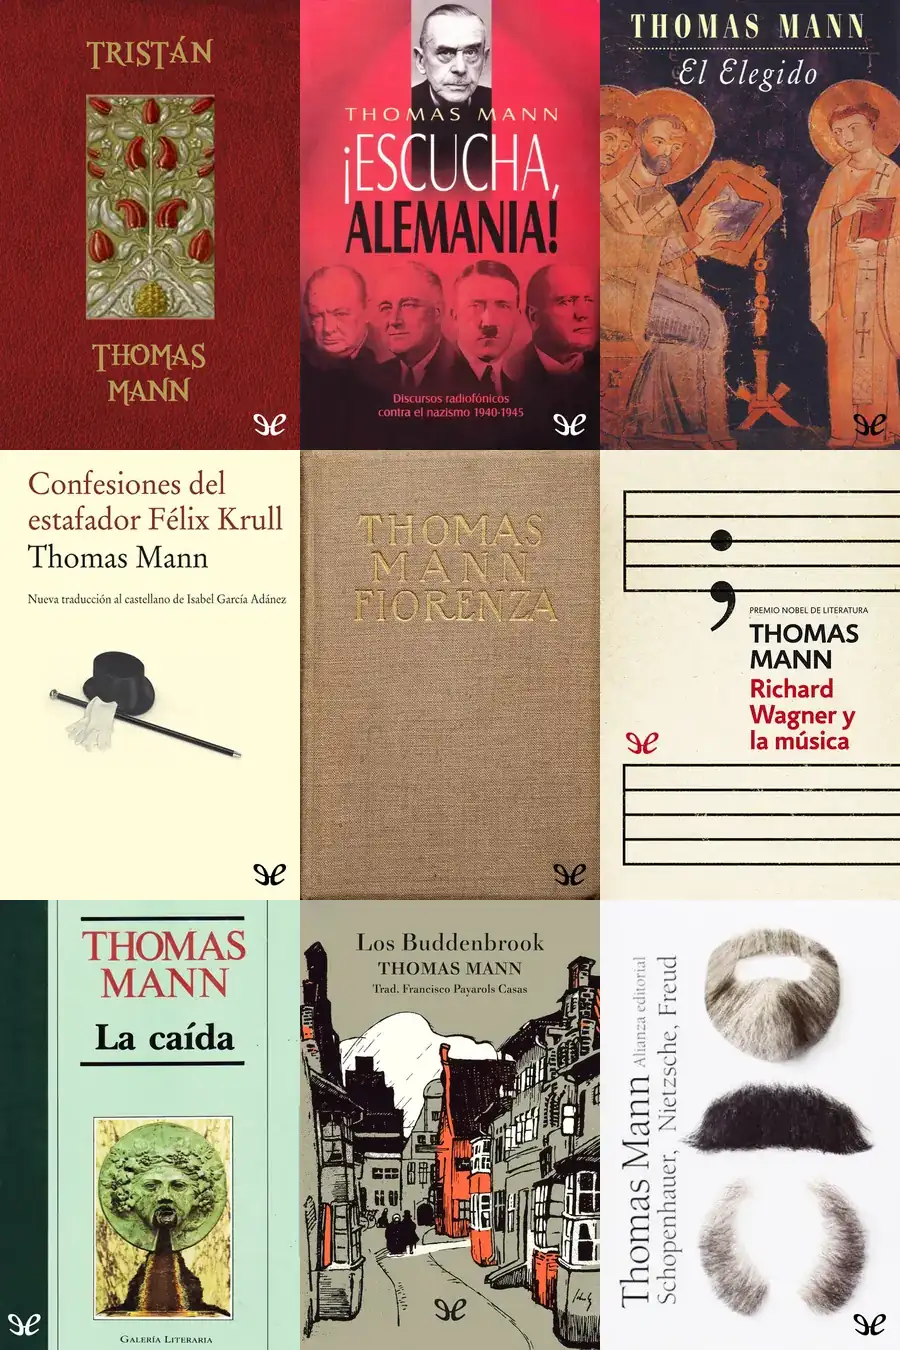 TRISTÁN
THOMAS
MANN
THOMAS MANN
¡ESCUCHA,
ALEMANIA!
Discursos radiofónicos
contra el nazismo 1940-1945
THOMAS MANN
El Elegido
Confesiones del
estafador Félix Krull
Thomas Mann
Nueva traducción al castellano de Isabel García Adánez
THOMAS
MANN
FIORENZA
PREMIO NOBEL DE LITERATURA
THOMAS
MANN
Richard
Wagner y
la música
THOMAS
MANN
La caída
GALERÍA LITERARIA
Los Buddenbrook
THOMAS MANN
Trad. Francisco Payarols Casas
Thomas Mann Alianza editorial
Schopenhauer, Nietzsche, Freud